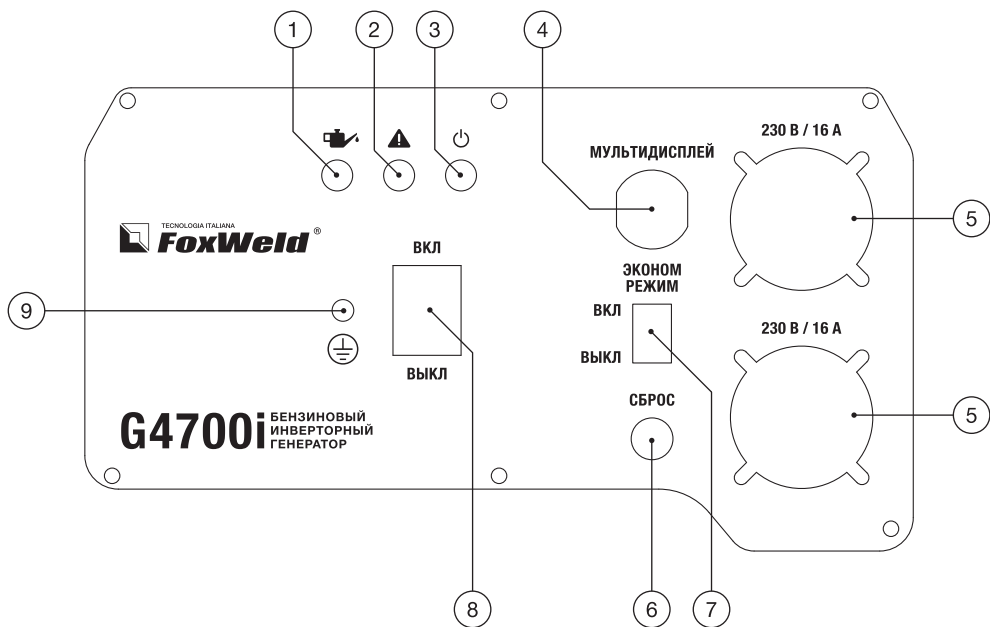 1
2
3
4
230 В / 16 А
МУЛЬТИДИСПЛЕЙ
5
TECNOLOGIA ITALIANA
FoxWeld ®
ВКЛ
ЭКОНОМ
РЕЖИМ
9
ВКЛ
230 В / 16 А
ВЫКЛ
ВЫКЛ
СБРОС
5
G4700i
БЕНЗИНОВЫЙ
ИНВЕРТОРНЫЙ
ГЕНЕРАТОР
8
6
7